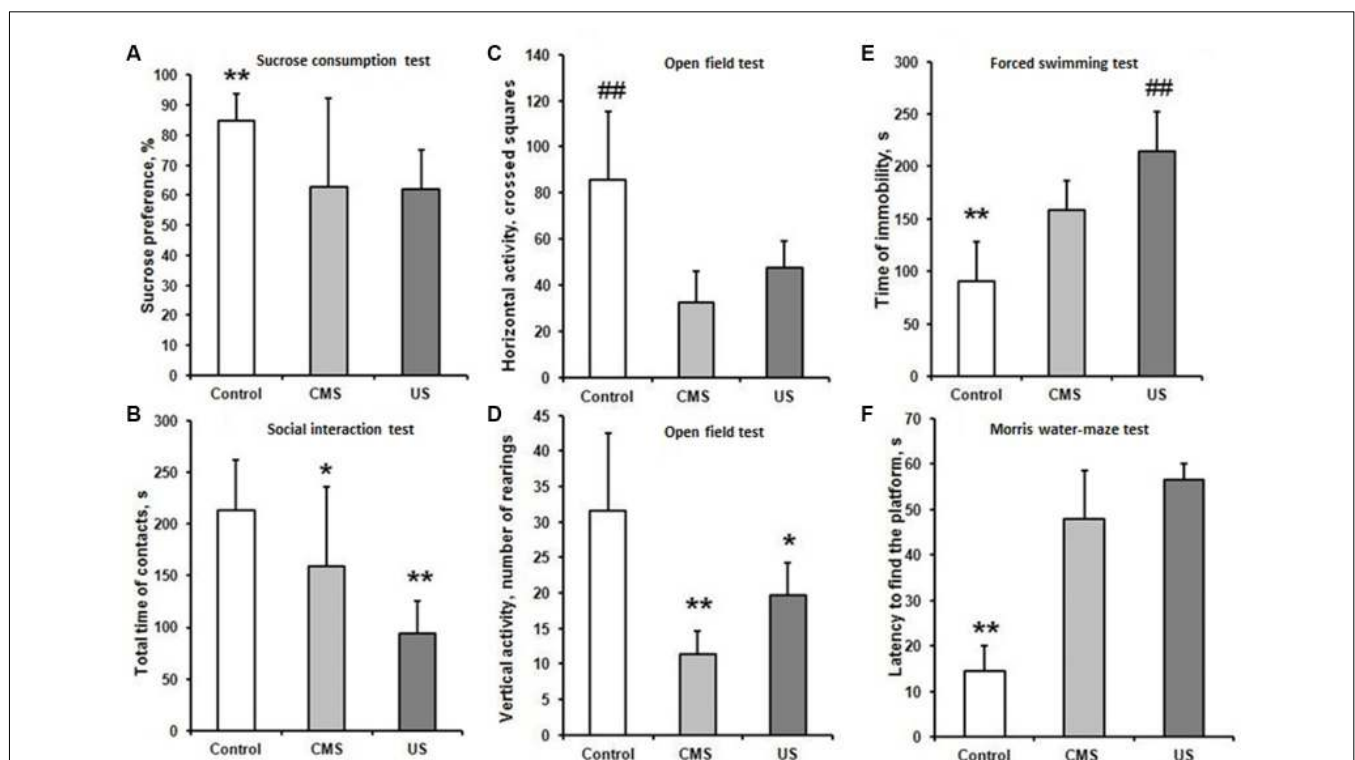 A
Sucrose consumption test
**
Sucrose preference, %
100
90
80
70
60
50
40
30
20
10
0
Control CMS US
B
Social interaction test
*
**
Total time of contacts, s
300
250
200
150
100
50
0
Control CMS US
C
Open field test
##
Horizontal activity, crossed squares
140
120
100
80
60
40
20
0
Control CMS US
D
Open field test
**
*
Vertical activity, number of rearings
45
40
35
30
25
20
15
10
5
0
Control CMS US
E
Forced swimming test
**
##
Time of immobility, s
300
250
200
150
100
50
0
Control CMS US
F
Morris water-maze test
**
Latency to find the platform, s
70
60
50
40
30
20
10
0
Control CMS US